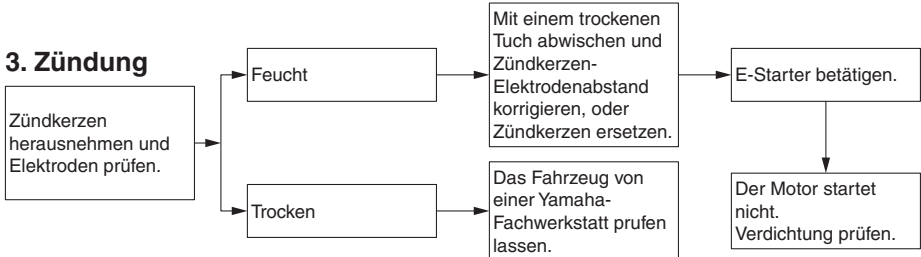 3. Zündung
Zündkerzen
herausnehmen und
Elektroden prüfen.
Feucht
Mit einem trockenen
Tuch abwischen und
Zündkerzen-
Elektrodenabstand
korrigieren, oder
Zündkerzen ersetzen.
E-Starter betätigen.
Der Motor startet
nicht.
Verdichtung prüfen.
Trocken
Das Fahrzeug von
einer Yamaha-
Fachwerkstatt prufen
lassen.